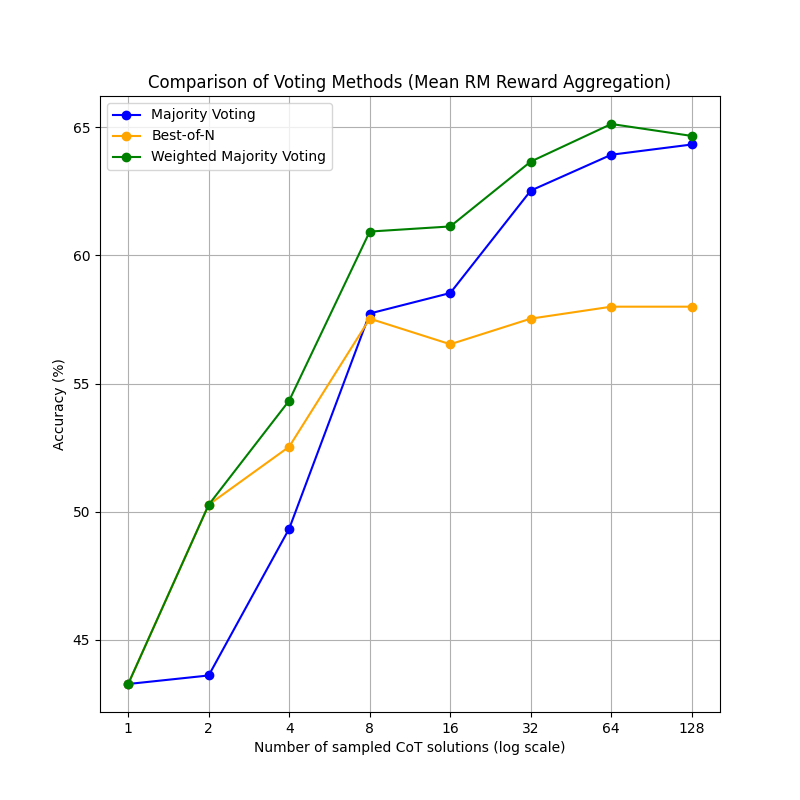 Comparison of Voting Methods (Mean RM Reward Aggregation)
Majority Voting
Best-of-N
Weighted Majority Voting
Accuracy (%)
65
60
55
50
45
1 2 4 8 16 32 64 128
Number of sampled CoT solutions (log scale)